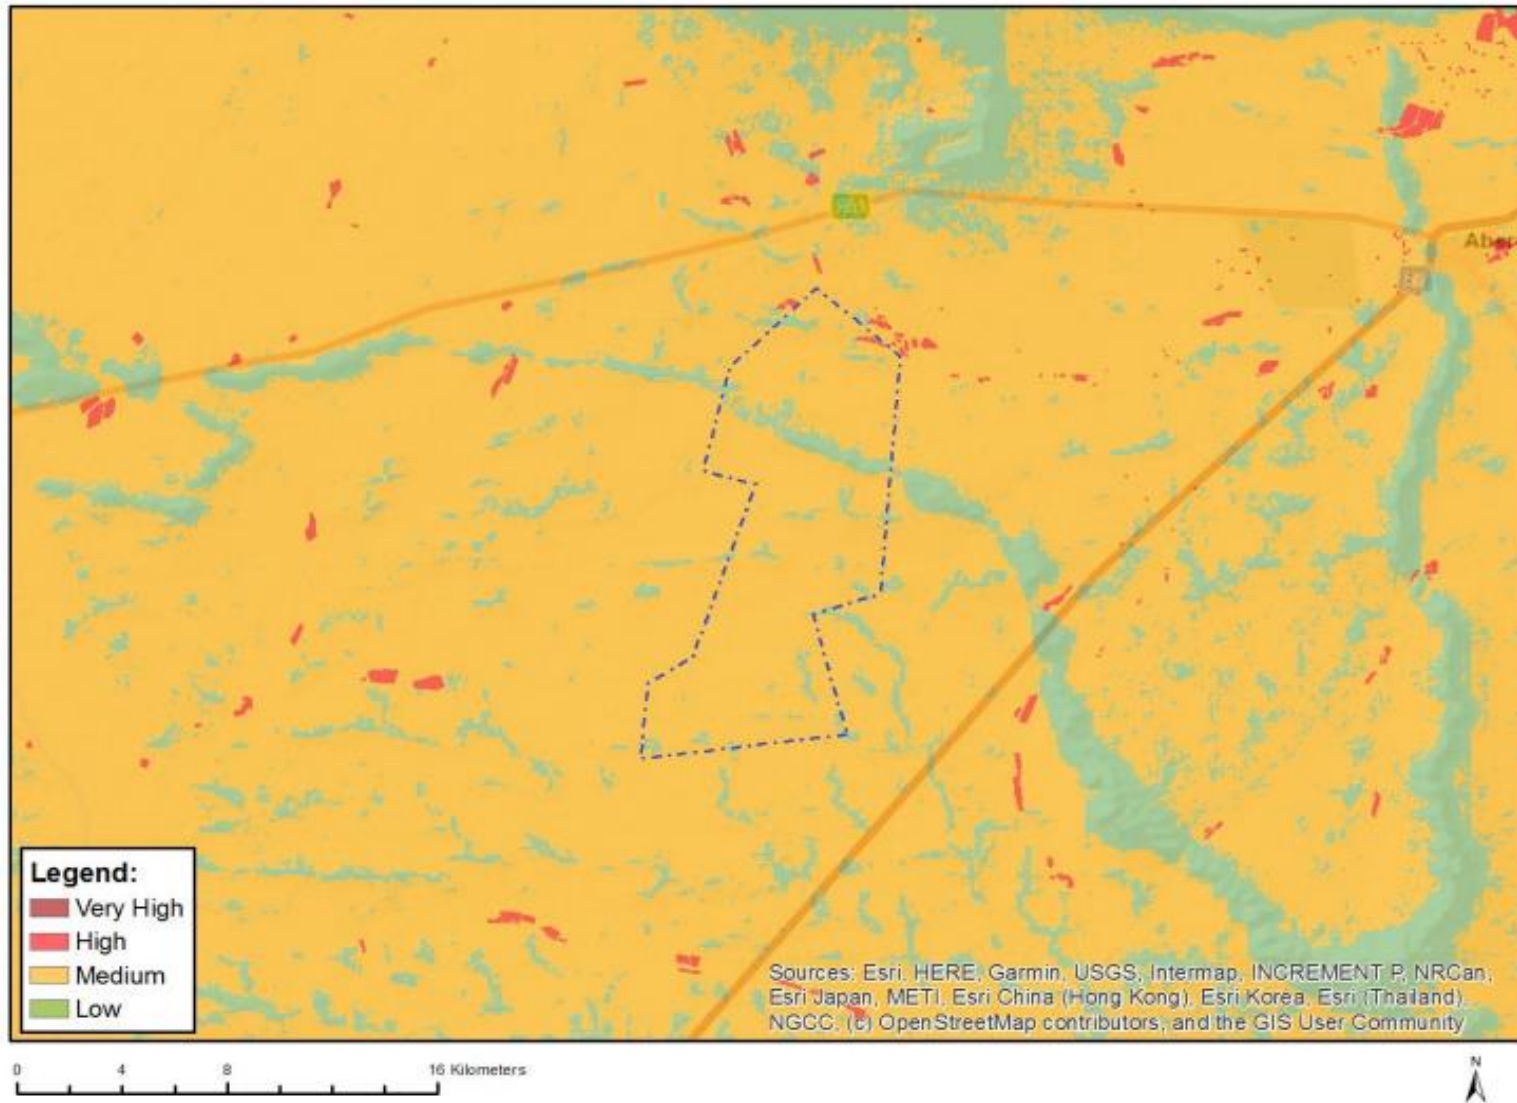 Aber
Legend:
Very High
High
Medium
Low
Sources: Esri, HERE, Garmin, USGS, Intermap, INCREMENT P, NRCan,
Esri Japan, METI, Esri China (Hong Kong), Esri Korea, Esri (Thailand),
NGCC, (c) OpenStreetMap contributors, and the GIS User Community
0 4 8 16 Kilometers
N